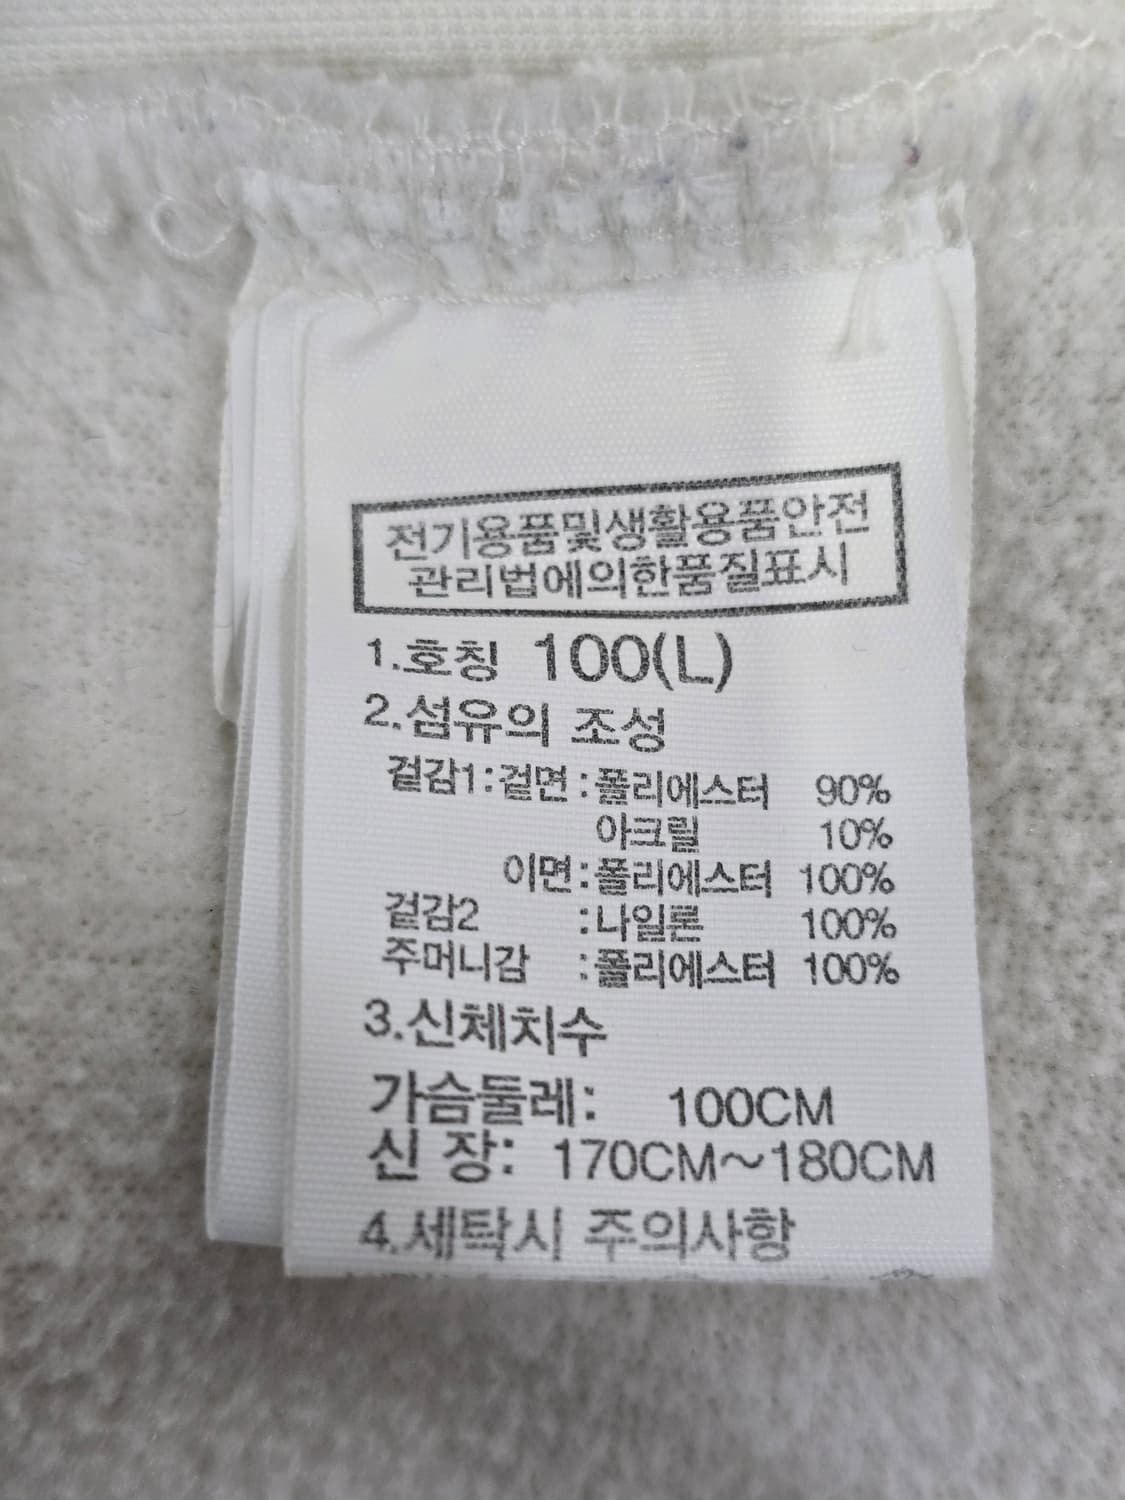 전기용품및생활용품안전
관리법에의한품질표시
1.호칭 100(L)
2.섬유의 조성
겉감1:겉면:폴리에스터 90%
아크릴 10%
이면:폴리에스터 100%
겉감2 :나일론 100%
주머니감 :폴리에스터 100%
3.신체치수
가슴둘레: 100CM
신 장: 170CM~180CM
4.세탁시 주의사항